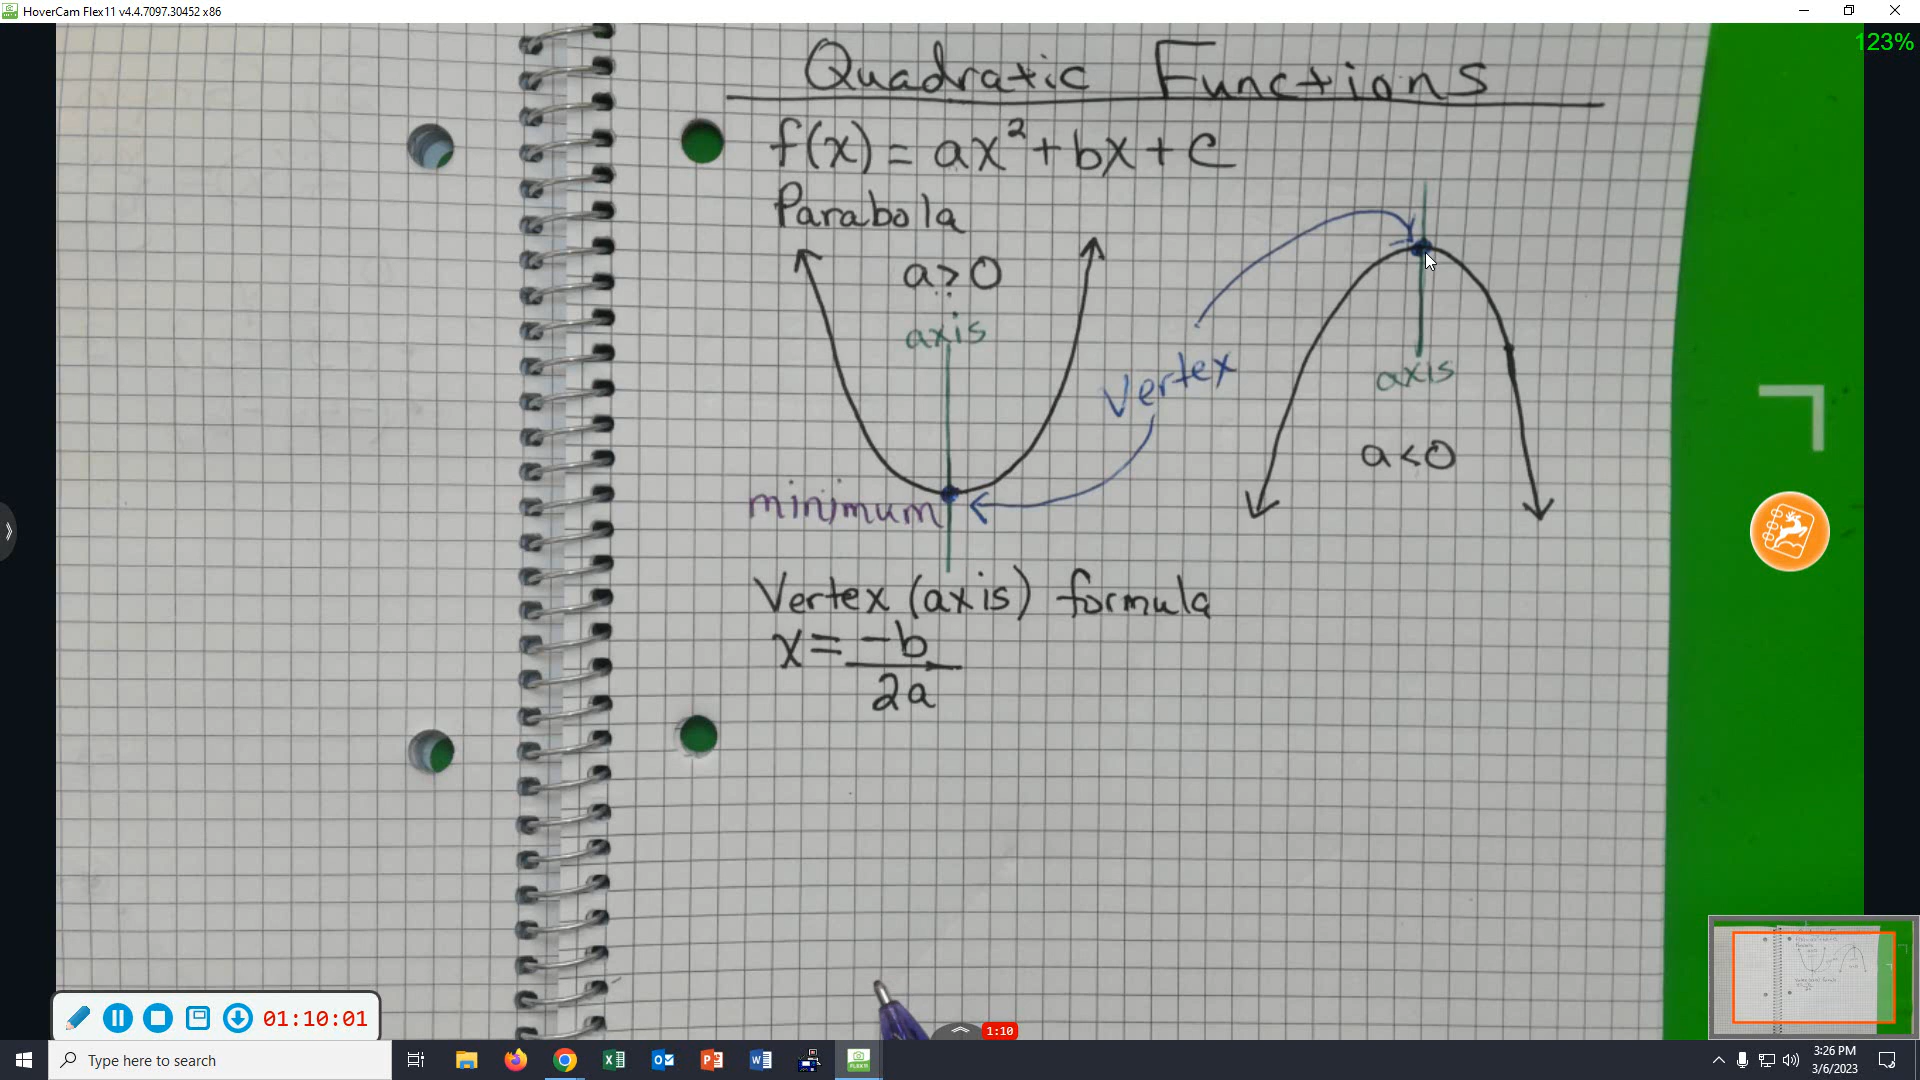 HoverCam Flex11 v4.4.7097.30452 x86
123%
Quadratic Functions
f(x) = ax²+bx+c
Parabola
a>0
axis
Vertex
axis
a<0
minimum
Vertex (axis) formula
x = -b
2a
01:10:01
1:10
Type here to search
3:26 PM
3/6/2023